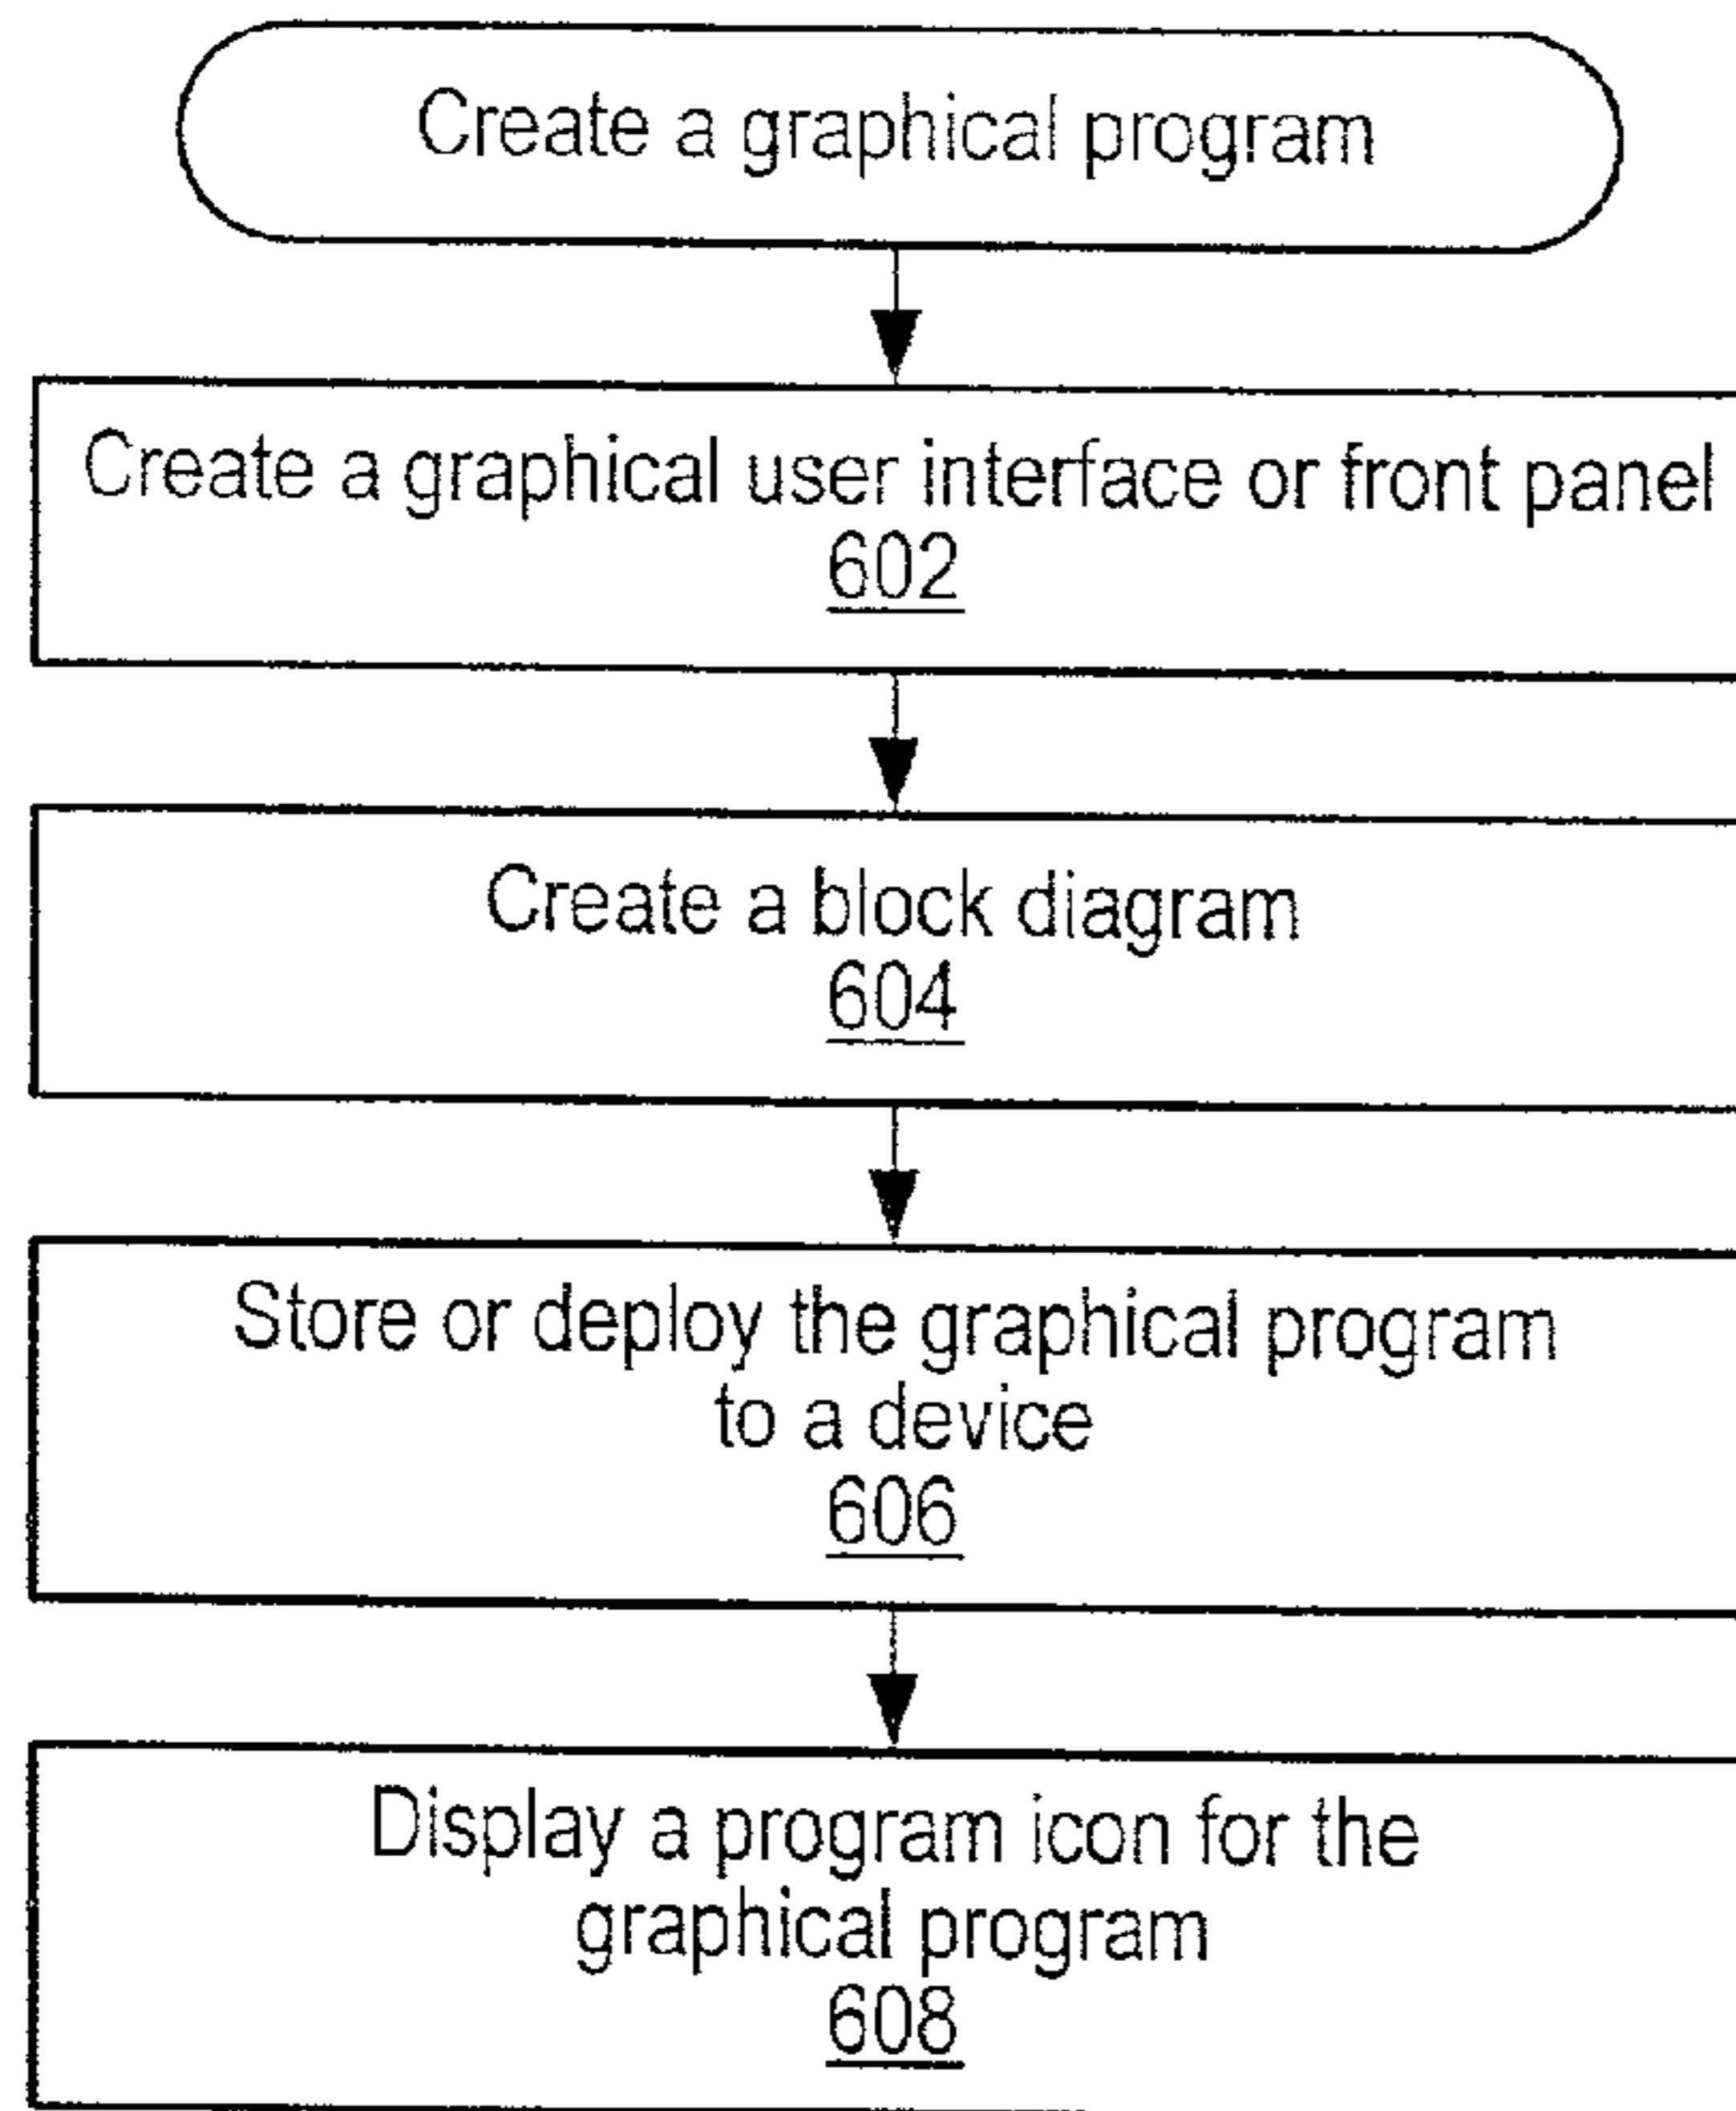 Create a graphical program
Create a graphical user interface or front panel
602
Create a block diagram
604
Store or deploy the graphical program
to a device
606
Display a program icon for the
graphical program
608